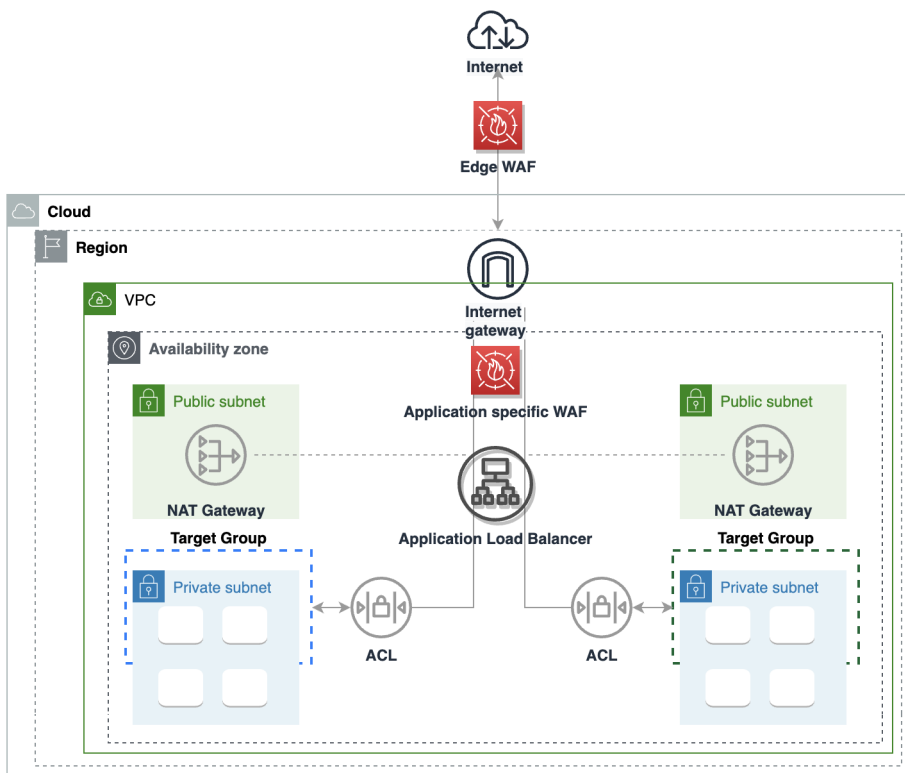 Internet
Edge WAF
Cloud
Region
Internet
gateway
VPC
Availability zone
Application specific WAF
Public subnet
Public subnet
NAT Gateway
NAT Gateway
Application Load Balancer
Target Group
Target Group
Private subnet
Private subnet
ACL
ACL